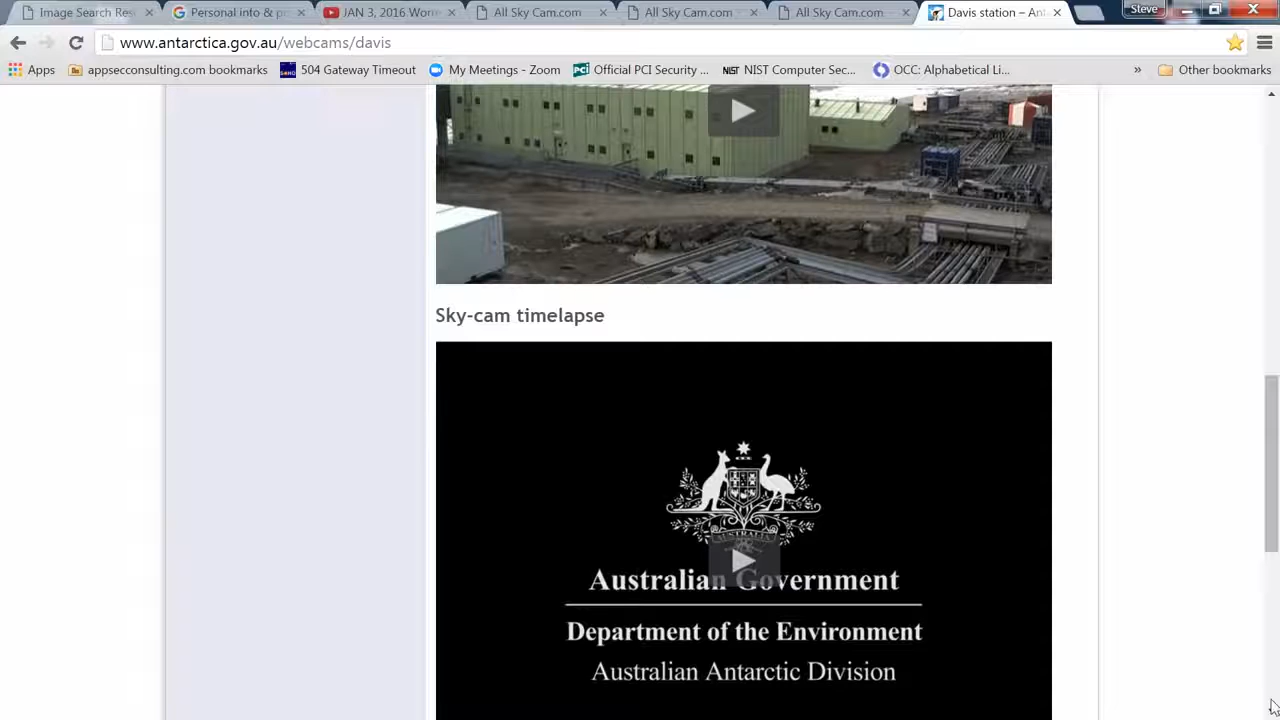 Image Search Res
Personal info & p
JAN 3, 2016 Wor
All Sky Cam.com
All Sky Cam.com
All Sky Cam.com
Davis station – Ant
Steve
www.antarctica.gov.au/webcams/davis
Apps
appsecconsulting.com bookmarks
504 Gateway Timeout
My Meetings - Zoom
PCI
Official PCI Security ...
NIST
NIST Computer Sec...
OCC: Alphabetical Li...
»
Other bookmarks
Sky-cam timelapse
AUSTRALIA
Australian Government
Department of the Environment
Australian Antarctic Division